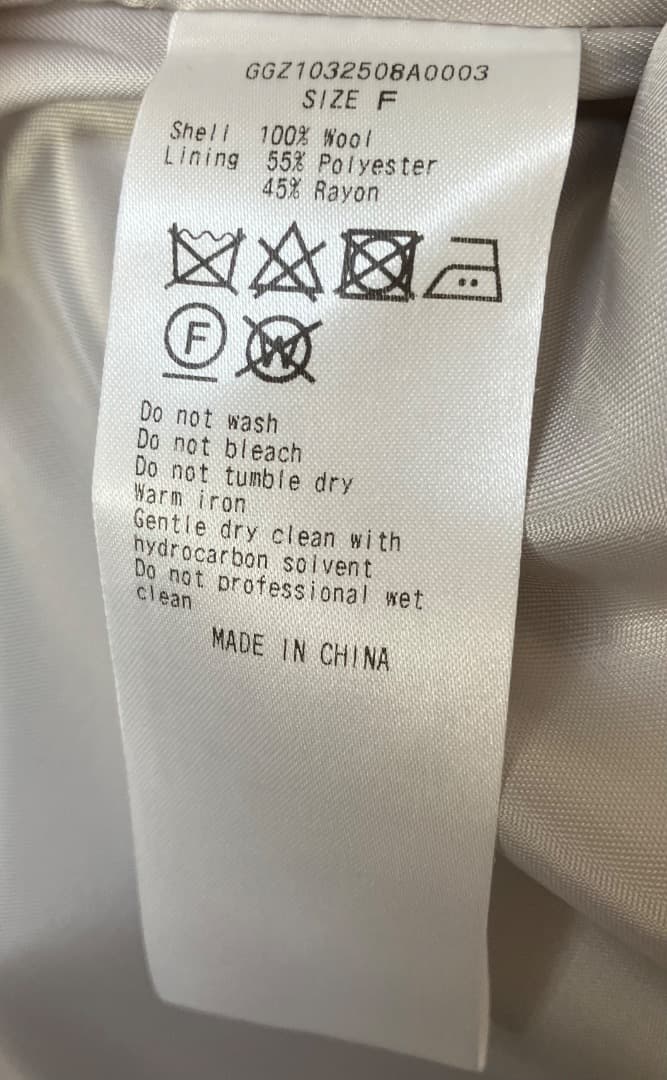 GGZ1032508A0003
SIZE F
Shell 100% Wool
Lining 55% Polyester
45% Rayon
F W
Do not wash
Do not bleach
Do not tumble dry
Warm iron
Gentle dry clean with
hydrocarbon solvent
Do not professional wet
clean
MADE IN CHINA